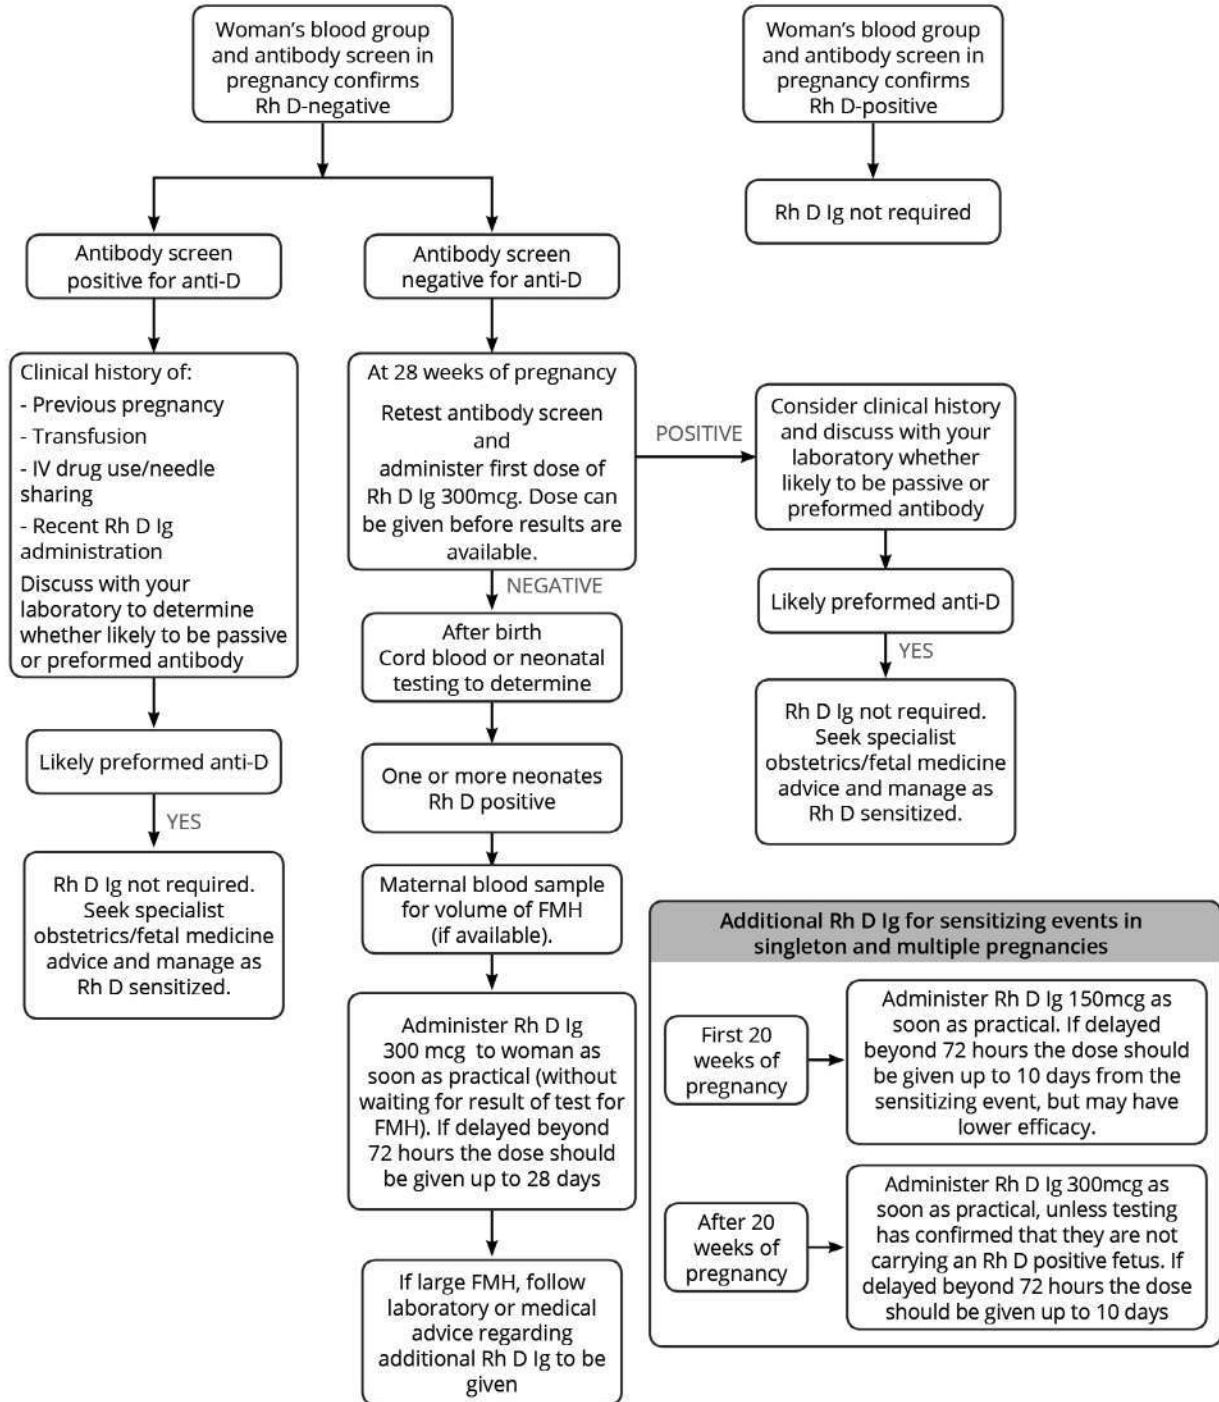 Woman's blood group
and antibody screen in
pregnancy confirms
Rh D-negative
Woman's blood group
and antibody screen in
pregnancy confirms
Rh D-positive
Rh D Ig not required
Antibody screen
positive for anti-D
Antibody screen
negative for anti-D
Clinical history of:
- Previous pregnancy
- Transfusion
- IV drug use/needle
sharing
- Recent Rh D Ig
administration
Discuss with your
laboratory to determine
whether likely to be passive
or preformed antibody
At 28 weeks of pregnancy
Retest antibody screen
and
administer first dose of
Rh D Ig 300mcg. Dose can
be given before results are
available.
POSITIVE
Consider clinical history
and discuss with your
laboratory whether
likely to be passive or
preformed antibody
NEGATIVE
Likely preformed anti-D
YES
Rh D Ig not required.
Seek specialist
obstetrics/fetal medicine
advice and manage as
Rh D sensitized.
After birth
Cord blood or neonatal
testing to determine
Likely preformed anti-D
YES
Rh D Ig not required.
Seek specialist
obstetrics/fetal medicine
advice and manage as
Rh D sensitized.
One or more neonates
Rh D positive
Maternal blood sample
for volume of FMH
(if available).
Administer Rh D Ig
300 mcg to woman as
soon as practical (without
waiting for result of test for
FMH). If delayed beyond
72 hours the dose should
be given up to 28 days
If large FMH, follow
laboratory or medical
advice regarding
additional Rh D Ig to be
given
Additional Rh D Ig for sensitizing events in
singleton and multiple pregnancies
First 20
weeks of
pregnancy
Administer Rh D Ig 150mcg as
soon as practical. If delayed
beyond 72 hours the dose should
be given up to 10 days from the
sensitizing event, but may have
lower efficacy.
After 20
weeks of
pregnancy
Administer Rh D Ig 300mcg as
soon as practical, unless testing
has confirmed that they are not
carrying an Rh D positive fetus. If
delayed beyond 72 hours the dose
should be given up to 10 days